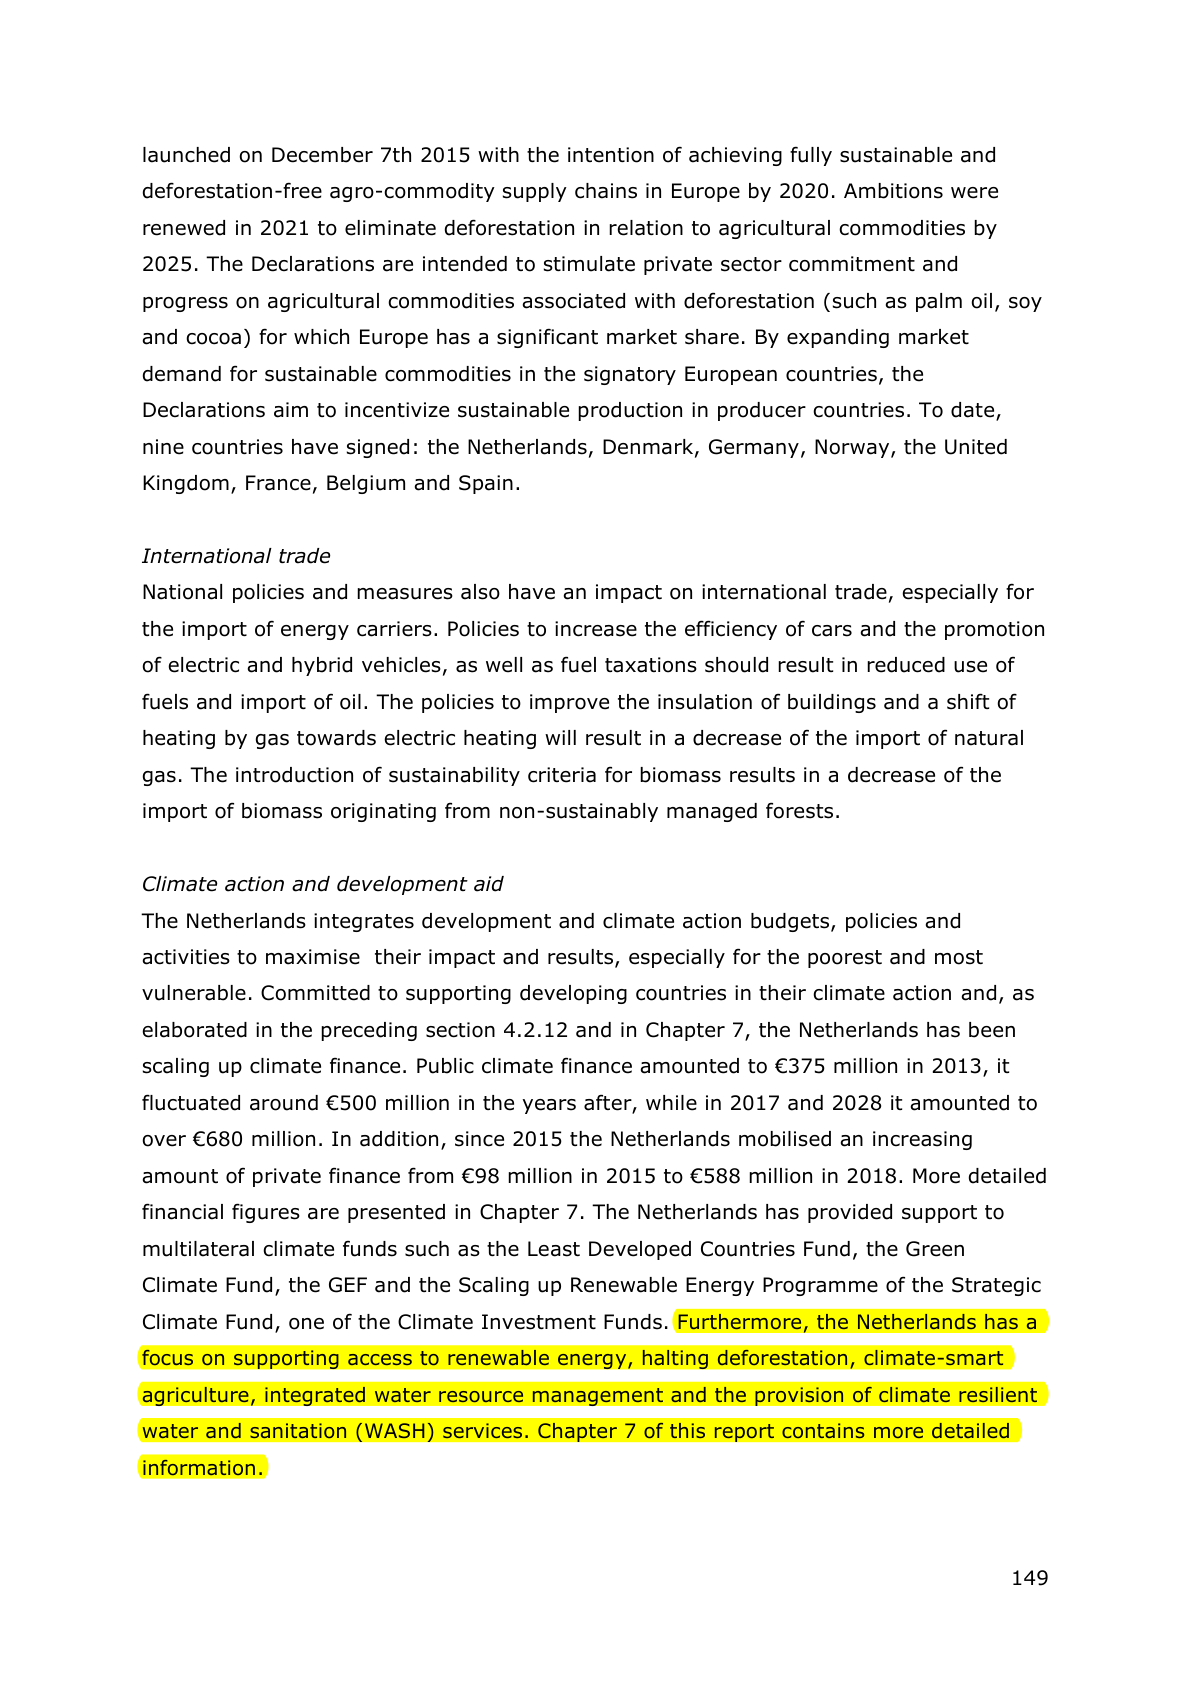 launched on December 7th 2015 with the intention of achieving fully sustainable and
deforestation-free agro-commodity supply chains in Europe by 2020. Ambitions were
renewed in 2021 to eliminate deforestation in relation to agricultural commodities by
2025. The Declarations are intended to stimulate private sector commitment and
progress on agricultural commodities associated with deforestation (such as palm oil, soy
and cocoa) for which Europe has a significant market share. By expanding market
demand for sustainable commodities in the signatory European countries, the
Declarations aim to incentivize sustainable production in producer countries. To date,
nine countries have signed: the Netherlands, Denmark, Germany, Norway, the United
Kingdom, France, Belgium and Spain.
International trade
National policies and measures also have an impact on international trade, especially for
the import of energy carriers. Policies to increase the efficiency of cars and the promotion
of electric and hybrid vehicles, as well as fuel taxations should result in reduced use of
fuels and import of oil. The policies to improve the insulation of buildings and a shift of
heating by gas towards electric heating will result in a decrease of the import of natural
gas. The introduction of sustainability criteria for biomass results in a decrease of the
import of biomass originating from non-sustainably managed forests.
Climate action and development aid
The Netherlands integrates development and climate action budgets, policies and
activities to maximise  their impact and results, especially for the poorest and most
vulnerable. Committed to supporting developing countries in their climate action and, as
elaborated in the preceding section 4.2.12 and in Chapter 7, the Netherlands has been
scaling up climate finance. Public climate finance amounted to €375 million in 2013, it
fluctuated around €500 million in the years after, while in 2017 and 2028 it amounted to
over €680 million. In addition, since 2015 the Netherlands mobilised an increasing
amount of private finance from €98 million in 2015 to €588 million in 2018. More detailed
financial figures are presented in Chapter 7. The Netherlands has provided support to
multilateral climate funds such as the Least Developed Countries Fund, the Green
Climate Fund, the GEF and the Scaling up Renewable Energy Programme of the Strategic
Climate Fund, one of the Climate Investment Funds. Furthermore, the Netherlands has a
focus on supporting access to renewable energy, halting deforestation, climate-smart
agriculture, integrated water resource management and the provision of climate resilient
water and sanitation (WASH) services. Chapter 7 of this report contains more detailed
information.
149